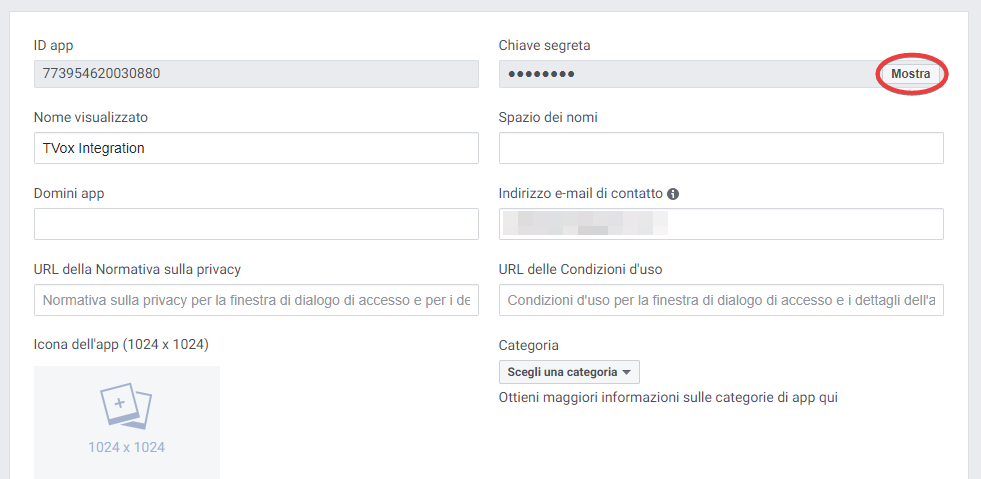 ID app
Chiave segreta
773954620030880
●●●●●●●●
Mostra
Nome visualizzato
Spazio dei nomi
TVox Integration
Domini app
Indirizzo e-mail di contatto
URL della Normativa sulla privacy
URL delle Condizioni d'uso
Normativa sulla privacy per la finestra di dialogo di accesso e per i de
Condizioni d'uso per la finestra di dialogo di accesso e i dettagli dell'a
Icona dell'app (1024 x 1024)
Categoria
Scegli una categoria
Ottieni maggiori informazioni sulle categorie di app qui
1024 x 1024